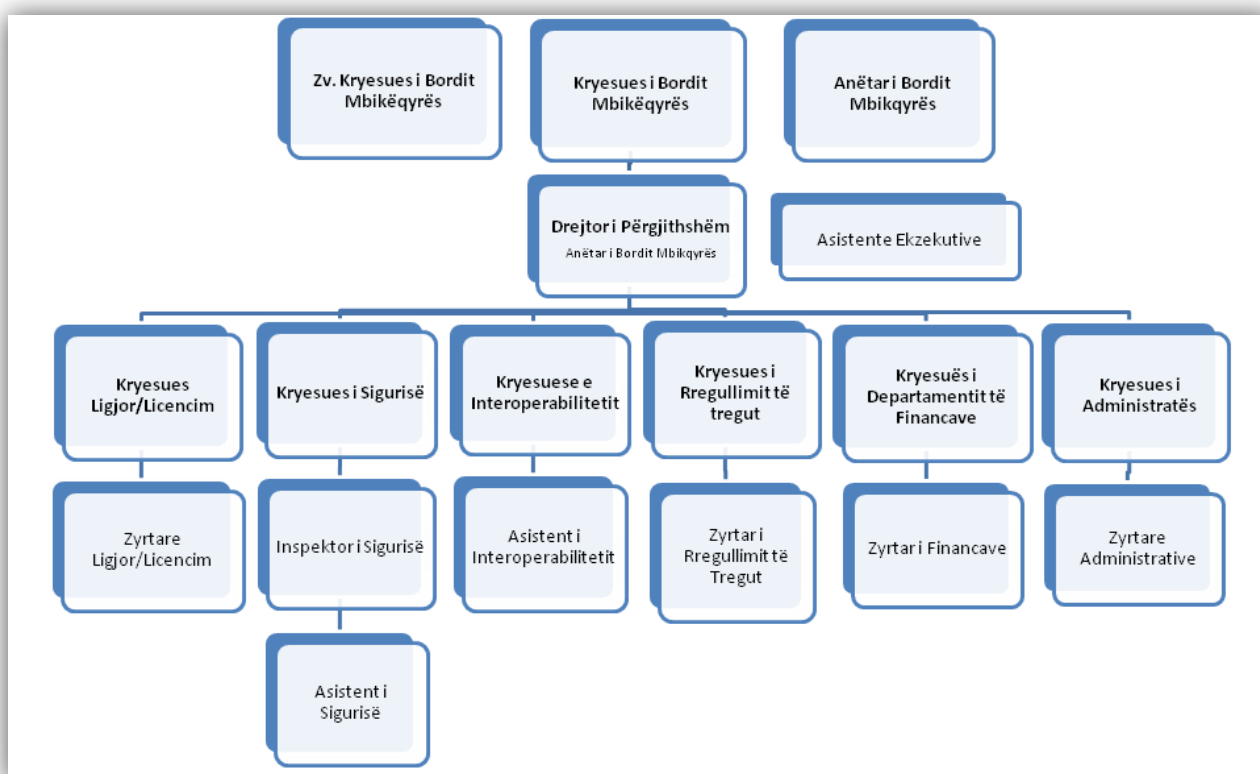 Zv. Kryesues i Bordit
Mbikëqyrës
Kryesues i Bordit
Mbikëqyrës
Anëtar i Bordit
Mbikqyrës
Drejtor i Përgjithshëm
Anëtar i Bordit Mbikqyrës
Asistente Ekzekutive
Kryesues
Ligjor/Licencim
Kryesues i Sigurisë
Kryesuese e
Interoperabilitetit
Kryesues i
Rregullimit të
tregut
Kryesuës i
Departamentit të
Financave
Kryesues i
Administratës
Zyrtare
Ligjor/Licencim
Inspektor i Sigurisë
Asistent i
Interoperabilitetit
Zyrtar i
Rregullimit të
Tregut
Zyrtar i Financave
Zyrtare
Administrative
Asistent i
Sigurisë